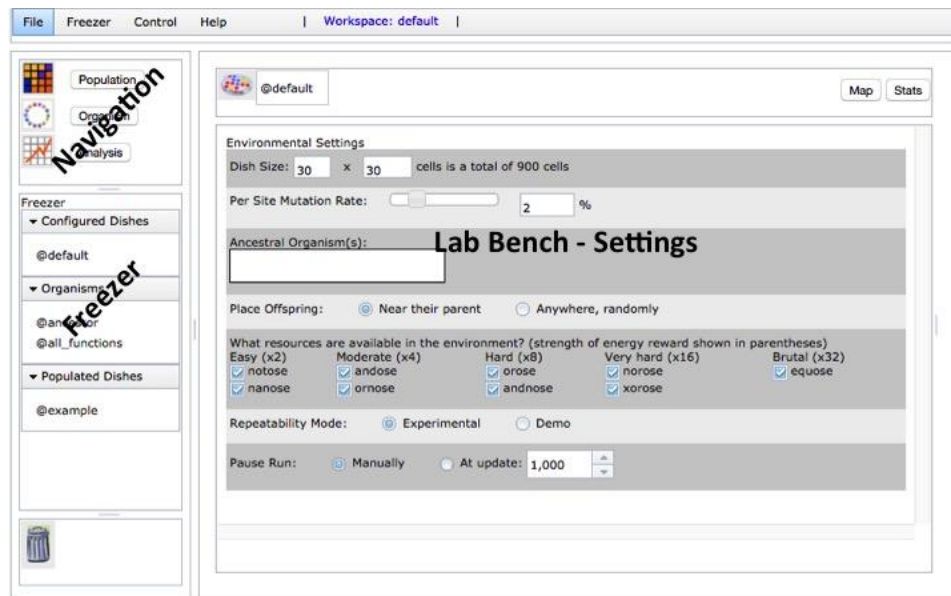 File Freezer Control Help | Workspace: default |
Population
Organism
Analysis
Navigation
Freezer
▾ Configured Dishes
@default
▾ Organisms
@ancestor
@all_functions
Freezer
▾ Populated Dishes
@example
@default
Map Stats
Environmental Settings
Dish Size: 30 x 30 cells is a total of 900 cells
Per Site Mutation Rate: 2 %
Lab Bench - Settings
Ancestral Organism(s):
Place Offspring: Near their parent Anywhere, randomly
What resources are available in the environment? (strength of energy reward shown in parentheses)
Easy (x2) Moderate (x4) Hard (x8) Very hard (x16) Brutal (x32)
notose andose orose norose equose
nanose ornose andnose xorose
Repeatability Mode: Experimental Demo
Pause Run: Manually At update: 1,000